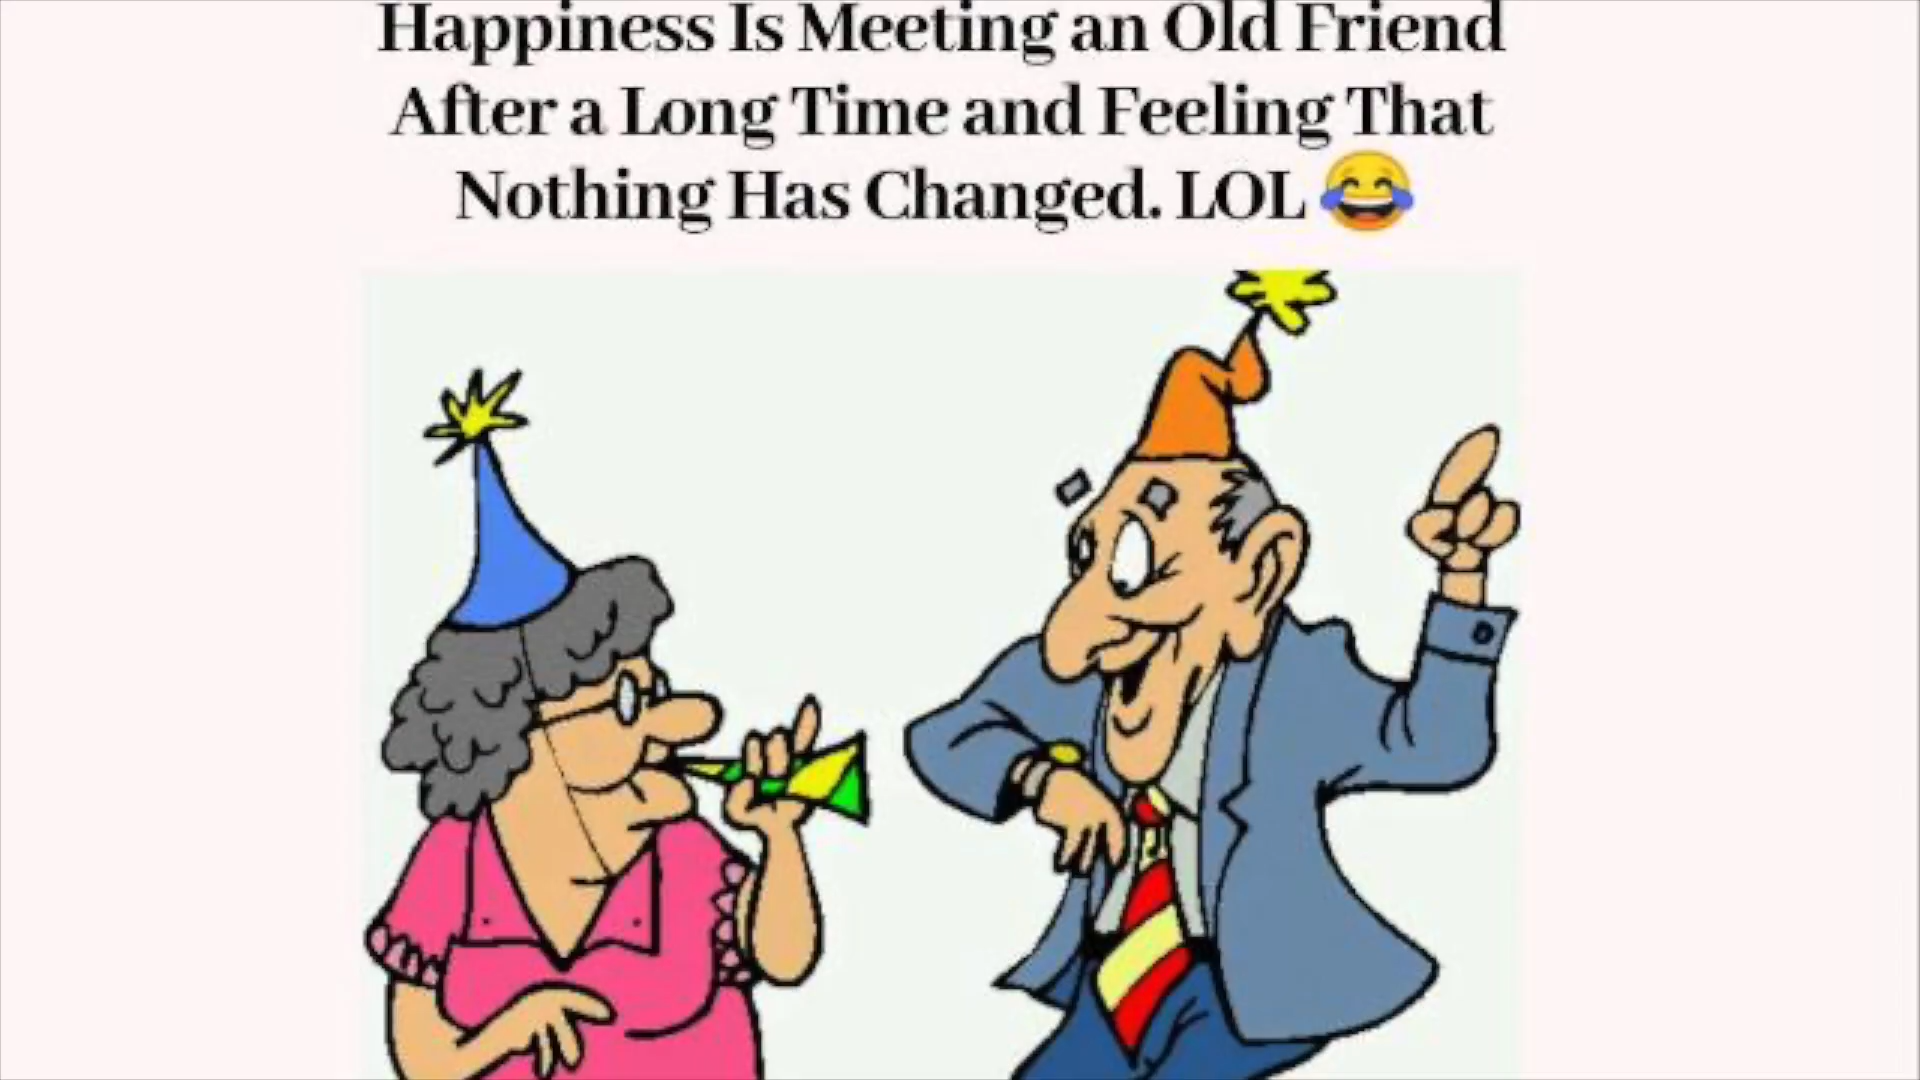 Happiness Is Meeting an Old Friend
After a Long Time and Feeling That
Nothing Has Changed. LOL 😂